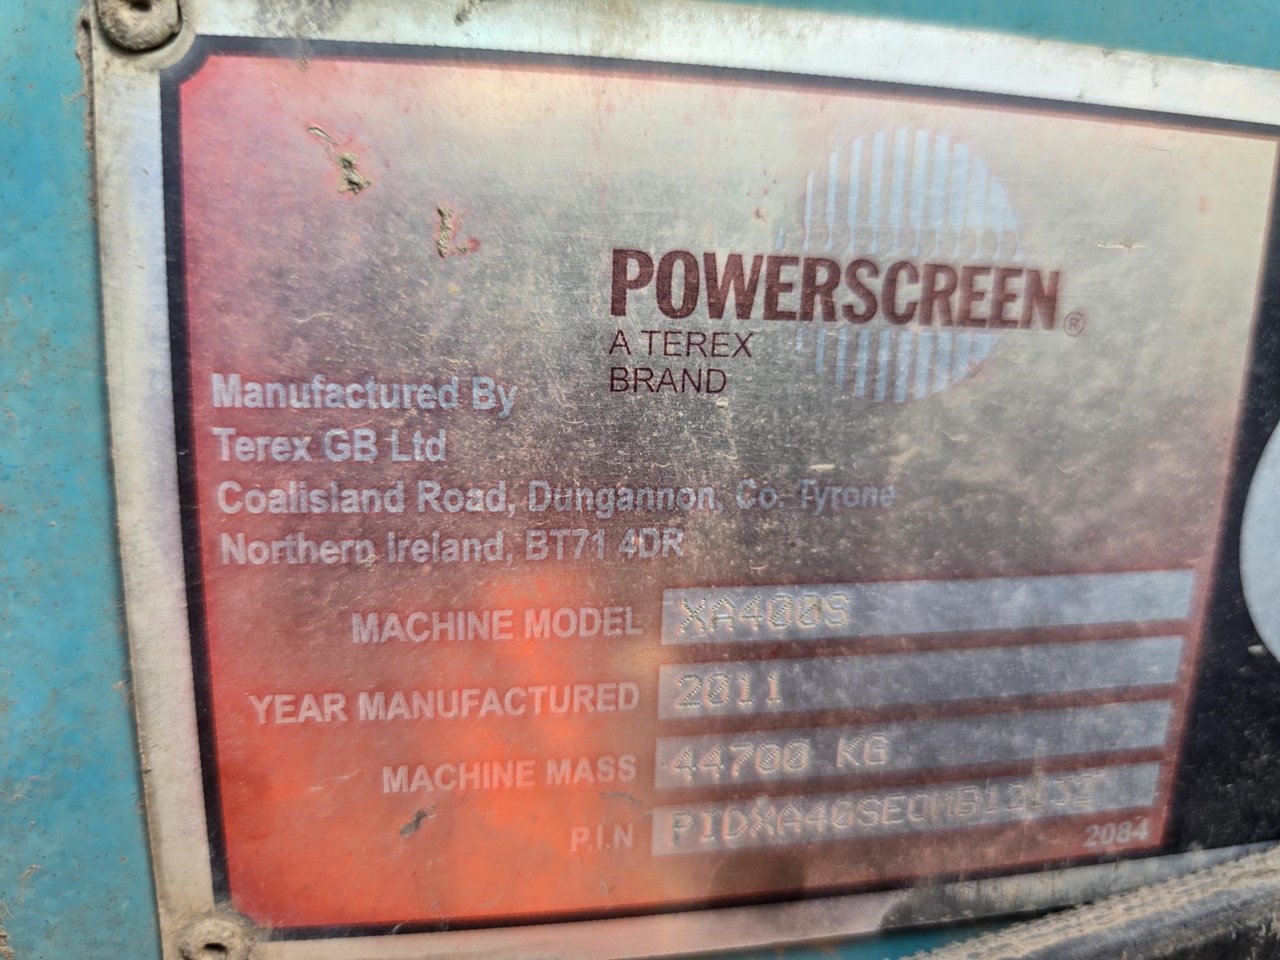 POWERSCREEN®
A TEREX
BRAND
Manufactured By
Terex GB Ltd
Coalisland Road, Dungannon, Co. Tyrone
Northern Ireland, BT71 4DR
MACHINE MODEL XA400S
YEAR MANUFACTURED 2011
MACHINE MASS 44700 KG
P.I.N
2084